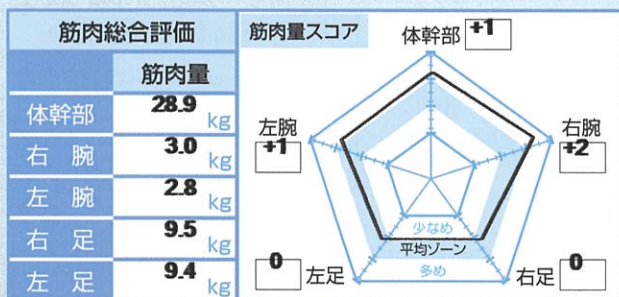 筋肉総合評価
筋肉量
体幹部 28.9 kg
右腕 3.0 kg
左腕 2.8 kg
右足 9.5 kg
左足 9.4 kg
筋肉量スコア
体幹部 +1
左腕 +1
右腕 +2
少なめ
平均ゾーン
多め
0 左足
右足 0